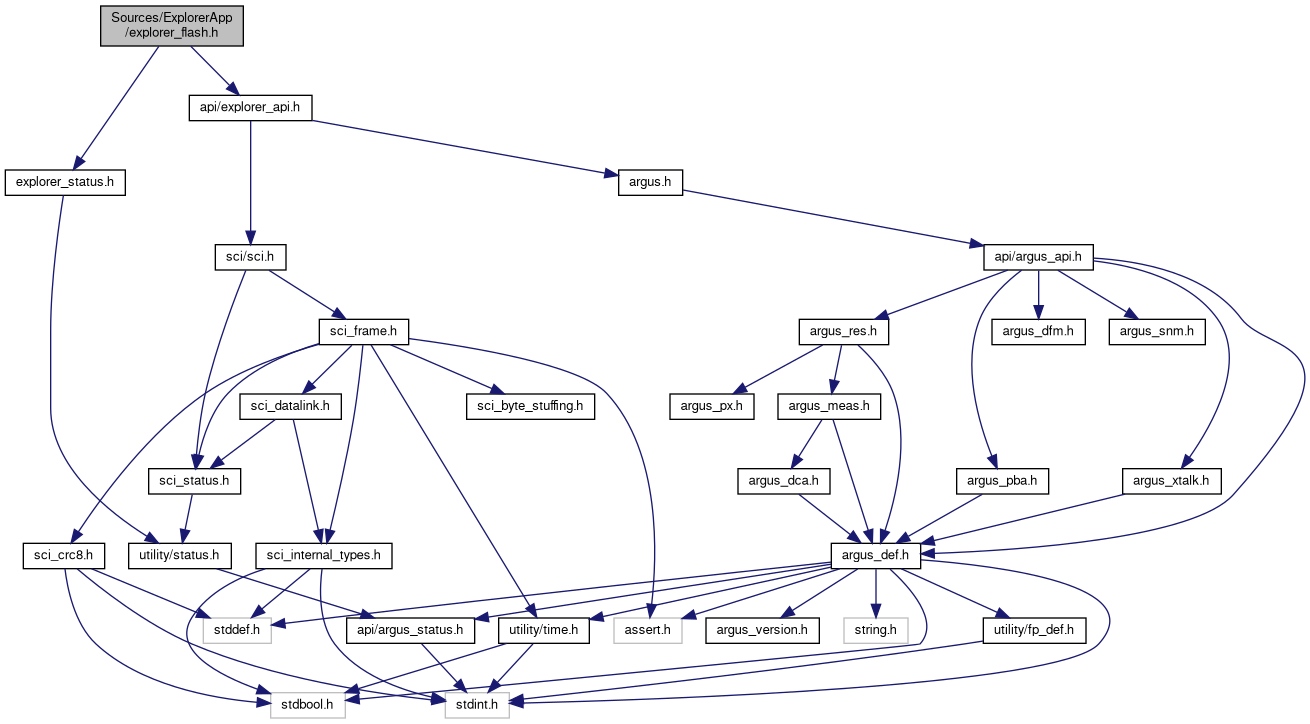 Sources/ExplorerApp
/explorer_flash.h
api/explorer_api.h
explorer_status.h
argus.h
sci/sci.h
api/argus_api.h
sci_frame.h
argus_res.h
argus_dfm.h
argus_snm.h
sci_datalink.h
sci_byte_stuffing.h
argus_px.h
argus_meas.h
sci_status.h
argus_dca.h
argus_pba.h
argus_xtalk.h
sci_crc8.h
utility/status.h
sci_internal_types.h
argus_def.h
stddef.h
api/argus_status.h
utility/time.h
assert.h
argus_version.h
string.h
utility/fp_def.h
stdbool.h
stdint.h